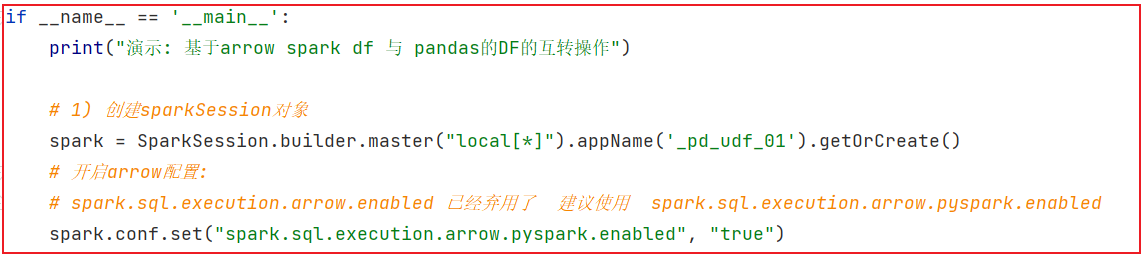 if __name__ == '__main__':
    print("演示: 基于arrow spark df 与 pandas的DF的互转操作")
    # 1) 创建sparkSession对象
    spark = SparkSession.builder.master("local[*]").appName('_pd_udf_01').getOrCreate()
    # 开启arrow配置:
    # spark.sql.execution.arrow.enabled 已经弃用了  建议使用  spark.sql.execution.arrow.pyspark.enabled
    spark.conf.set("spark.sql.execution.arrow.pyspark.enabled", "true")